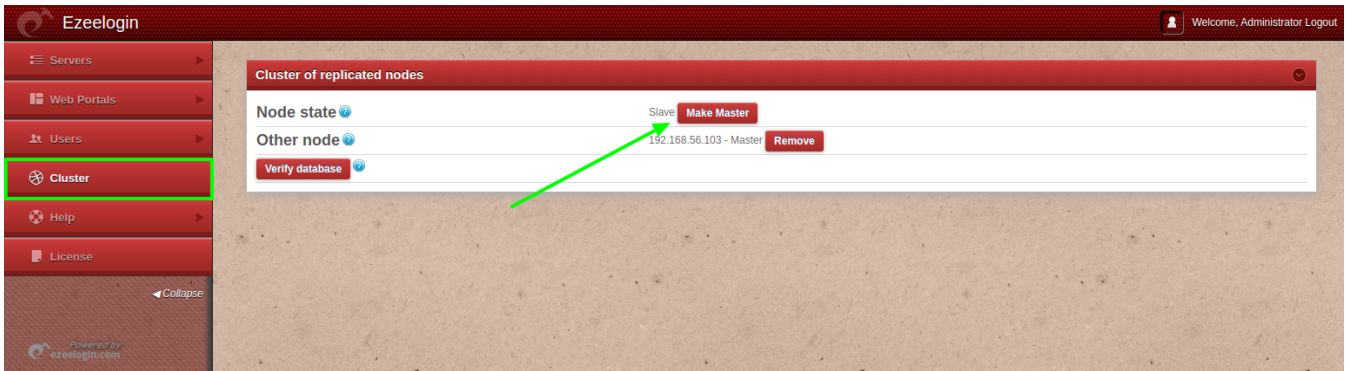 Ezeelogin
Welcome, Administrator Logout
Servers
Web Portals
Users
Cluster
Help
License
Collapse
Powered by
ezeelogin.com
Cluster of replicated nodes
Node state
Slave Make Master
Other node
192.168.56.103 - Master Remove
Verify database